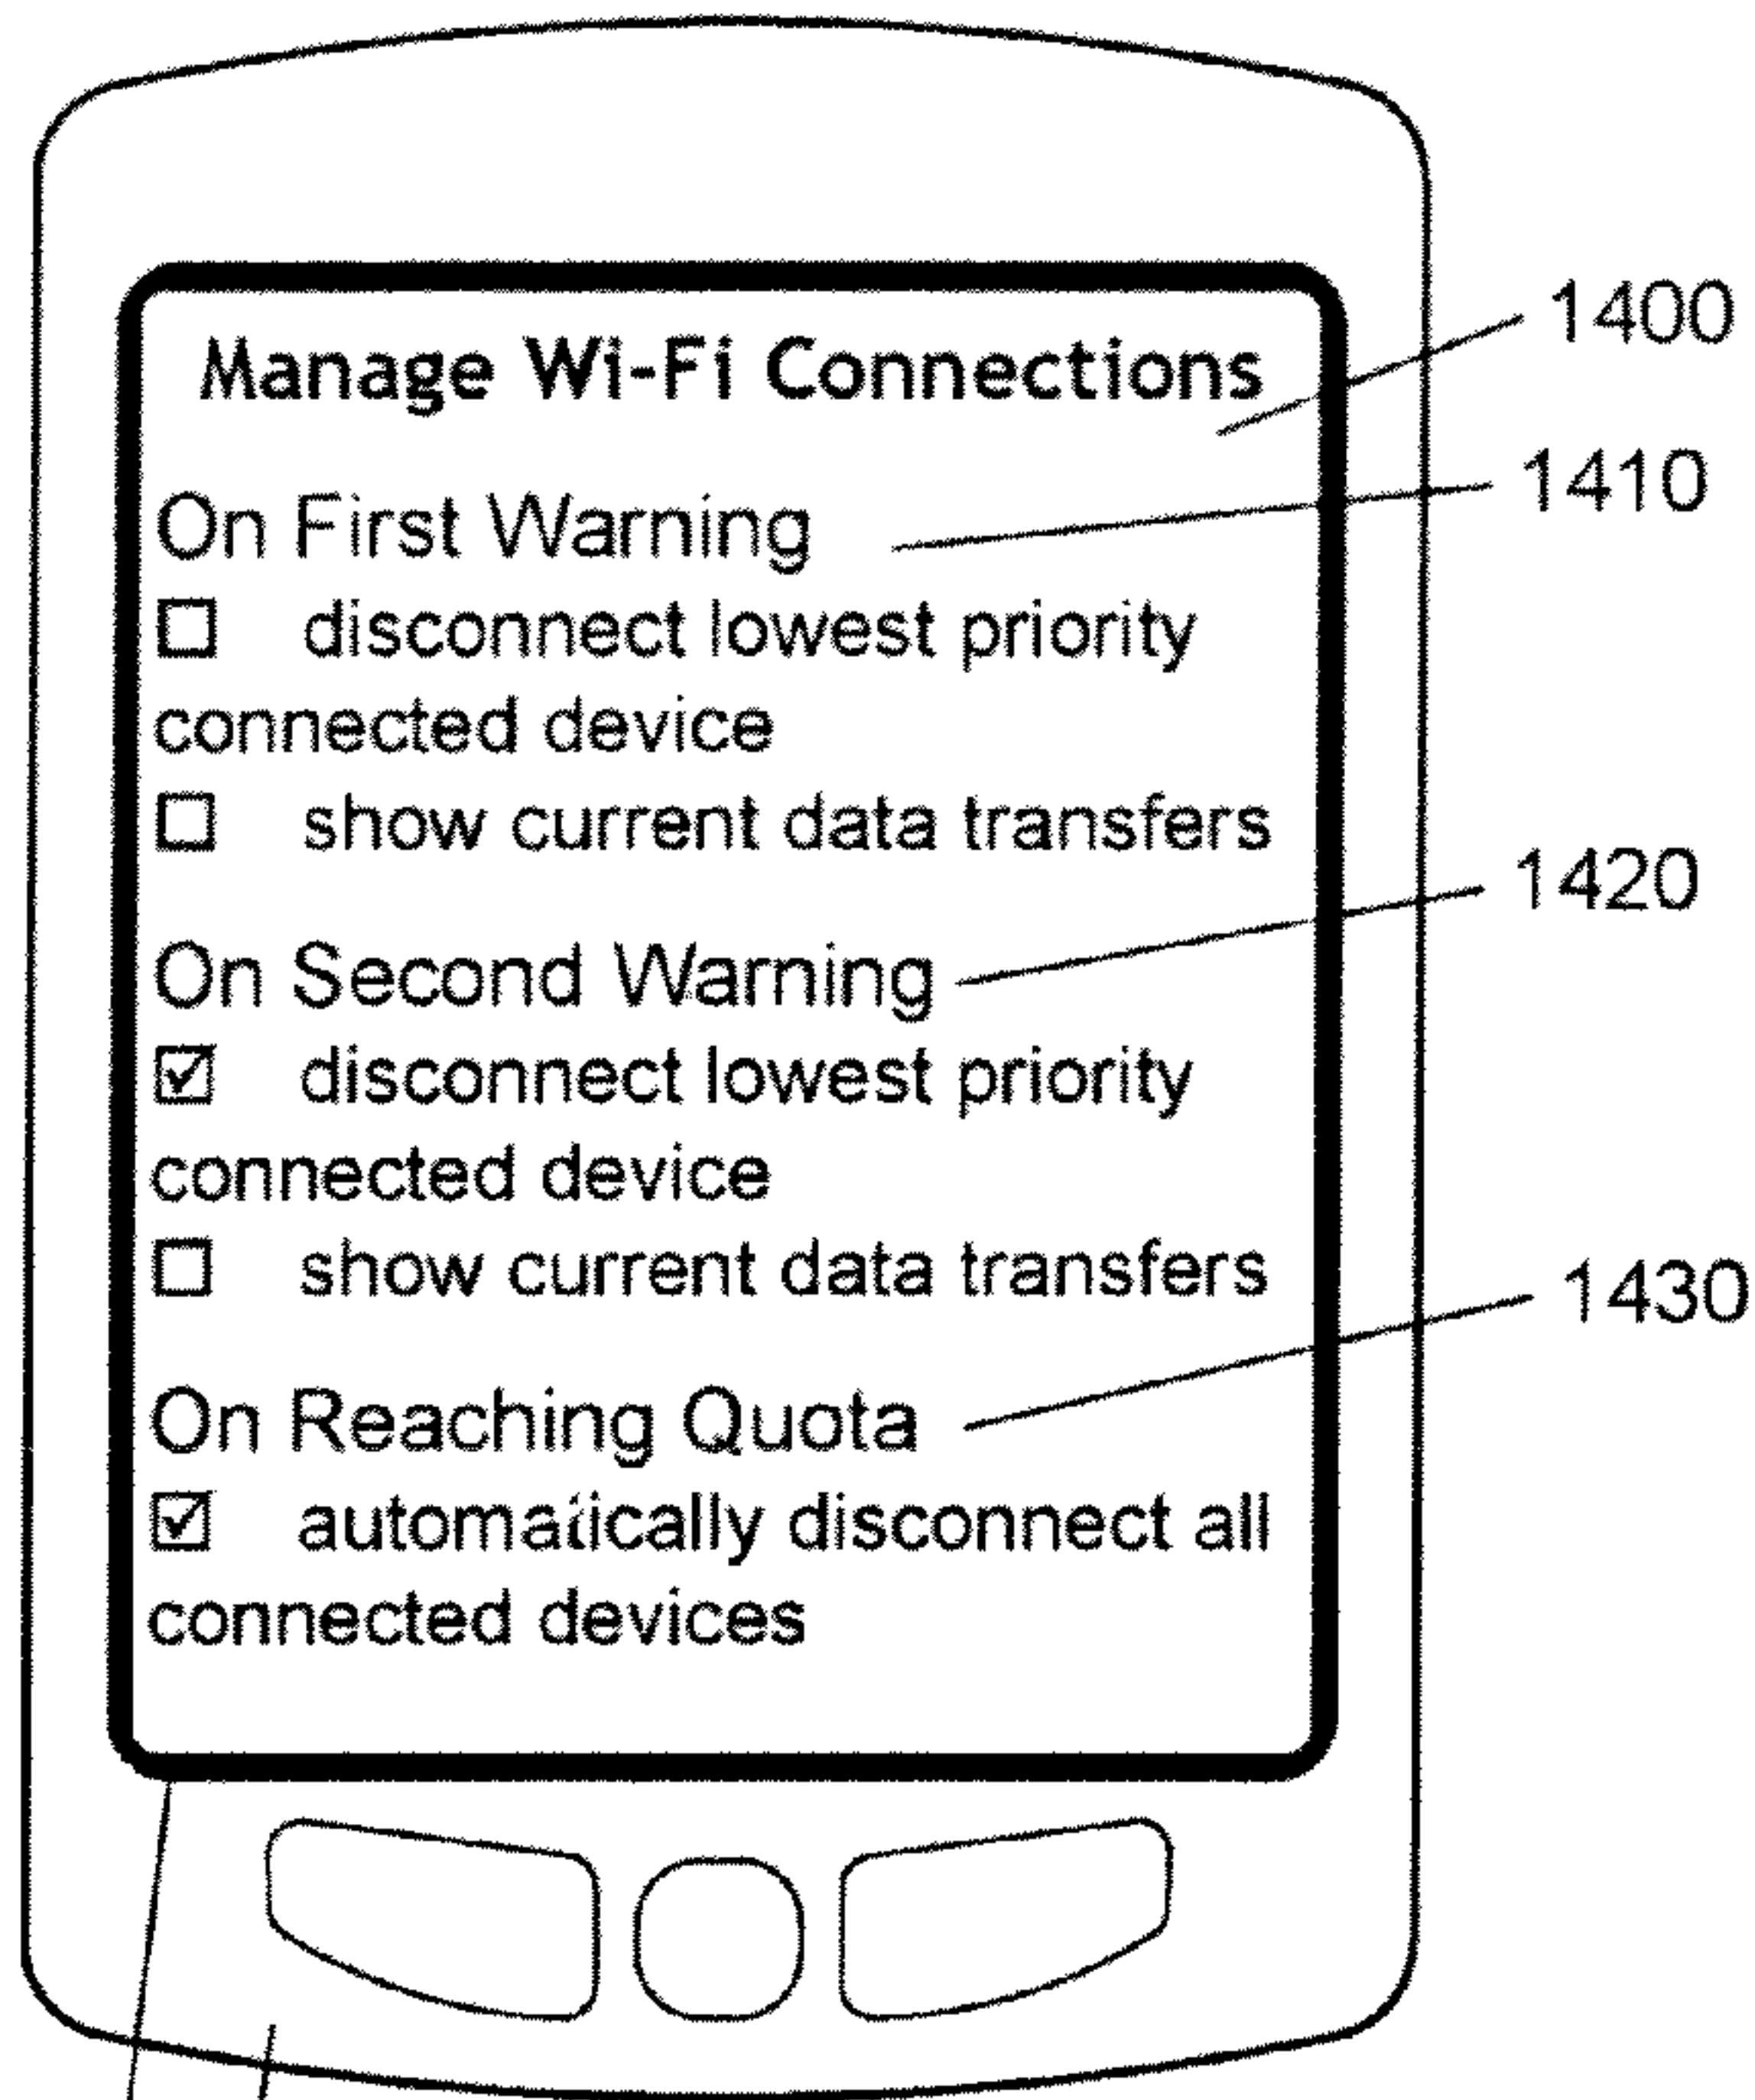 Manage Wi-Fi Connections
1400
On First Warning
1410
☐ disconnect lowest priority
connected device
☐ show current data transfers
1420
On Second Warning
☑ disconnect lowest priority
connected device
☐ show current data transfers
1430
On Reaching Quota
☑ automatically disconnect all
connected devices